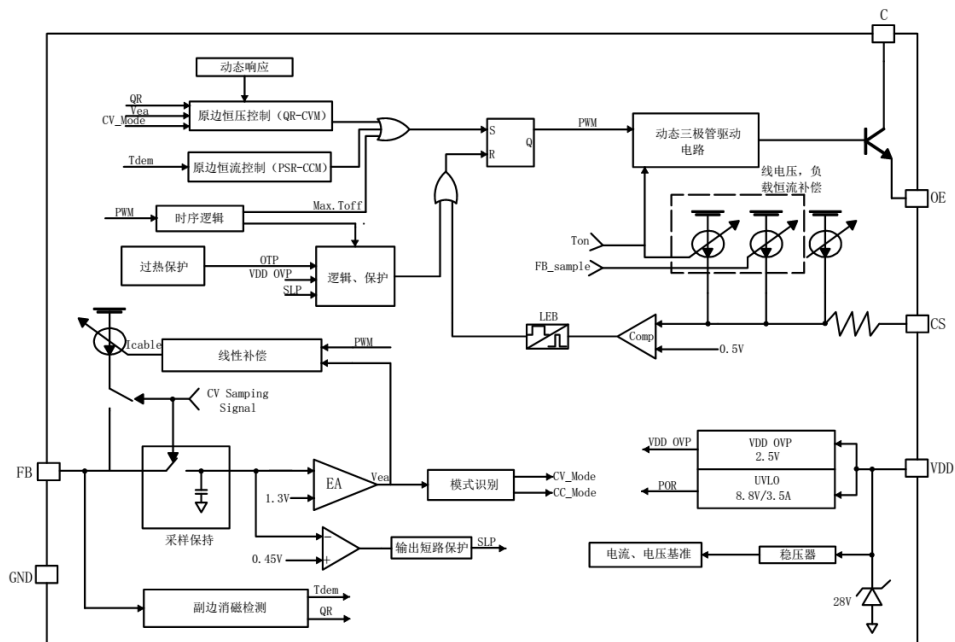 C
动态响应
QR
Vea
CV_Mode
原边恒压控制（QR-CVM）
S
Q
R
PWM
动态三极管驱动
电路
Tdem
原边恒流控制（PSR-CCM）
线电压，负
载恒流补偿
OE
PWM
时序逻辑
Max.Toff
Ton
FB_sample
过热保护
OTP
VDD OVP
SLP
逻辑、保护
LEB
Comp
0.5V
CS
Icable
线性补偿
PWM
CV Samping
Signal
FB
采样保持
1.3V
EA
Vea
模式识别
CV_Mode
CC_Mode
VDD OVP
VDD OVP
2.5V
POR
UVLO
8.8V/3.5A
VDD
0.45V
−
+
输出短路保护
SLP
电流、电压基准
稳压器
GND
副边消磁检测
Tdem
QR
28V